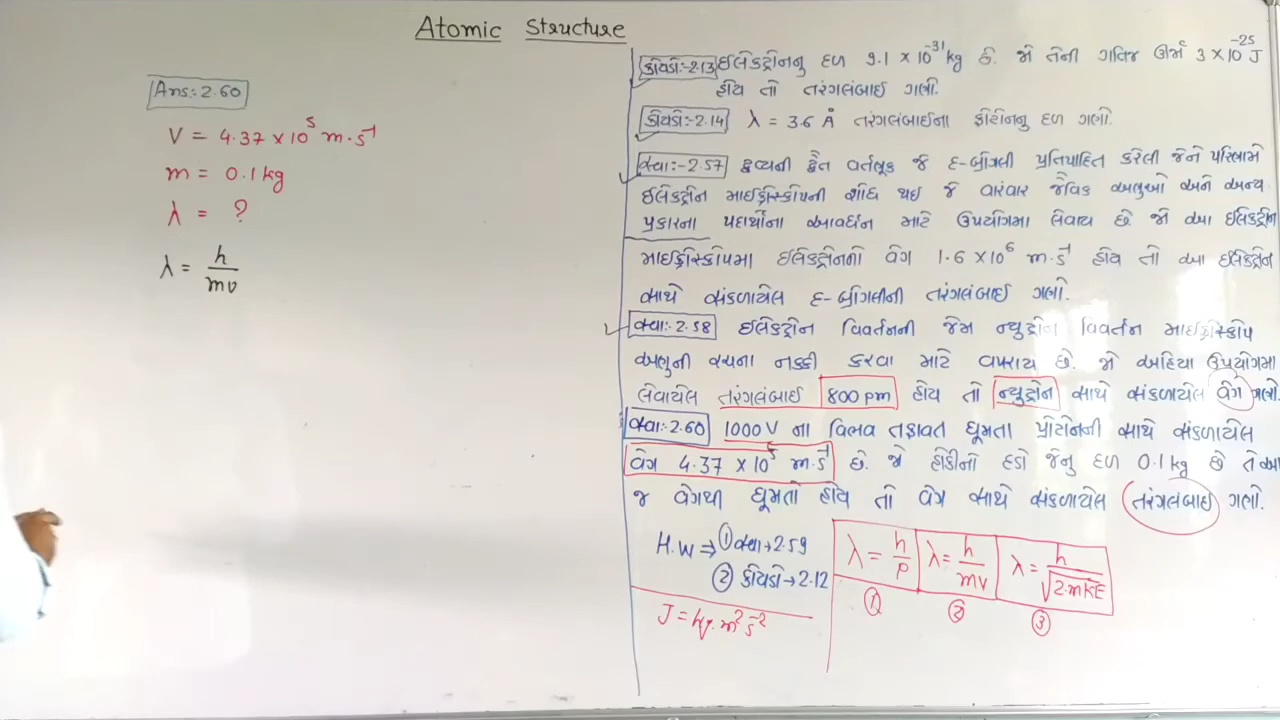 Atomic Structure
Ans:- 2.60
V = 4.37 × 10⁵ m·s⁻¹
m = 0.1 kg
λ = ?
λ = h/mv
કોયડો:-2.13 ઈલેક્ટ્રોનનુ દળ 9.1 × 10⁻³¹ kg છે. જો તેની ગતિજ ઊર્જા 3 × 10⁻²⁵ J
હોય તો તરંગલંબાઈ ગણો.
કોયડો:-2.14 λ = 3.6 Å તરંગલંબાઈના ફોટોનનુ દળ ગણો.
સ્વા:-2.57 દ્રવ્યની દ્વૈત વર્તણૂક જે દ-બ્રોગલી પ્રતિપાદિત કરેલી જેને પરિણામે
ઈલેક્ટ્રોન માઈક્રોસ્કોપની શોધ થઇ જે વારંવાર જૈવિક અણુઓ અને અન્ય
પ્રકારના પદાર્થોના આવર્ધન માટે ઉપયોગમા લેવાય છે. જો આ ઈલેક્ટ્રોન
માઈક્રોસ્કોપમા ઈલેક્ટ્રોનનો વેગ 1.6 × 10⁶ m·s⁻¹ હોય તો આ ઈલેક્ટ્રોન
સાથે સંકળાયેલ દ-બ્રોગલીની તરંગલંબાઈ ગણો.
સ્વા:-2.58 ઈલેક્ટ્રોન વિવર્તનની જેમ ન્યુટ્રોન વિવર્તન માઈક્રોસ્કોપ
અણુની રચના નક્કી કરવા માટે વપરાય છે. જો અહિયા ઉપયોગમા
લેવાયેલ તરંગલંબાઈ 800 pm હોય તો ન્યુટ્રોન સાથે સંકળાયેલ વેગ ગણો.
સ્વા:-2.60 1000 V ના વિભવ તફાવત ઘૂમતા પ્રોટોનની સાથે સંકળાયેલ
વેગ 4.37 × 10⁵ m·s⁻¹ છે. જો હોકીનો દડો જેનુ દળ 0.1 kg છે તે આ
જ વેગથી ઘૂમતો હોય તો વેગ સાથે સંકળાયેલ તરંગલંબાઈ ગણો.
H.W ⇒ ① સ્વા→2.59
② કોયડો→2.12
J = kg·m² s⁻²
λ = h/p λ = h/mv λ = h/√2·mKE
① ② ③